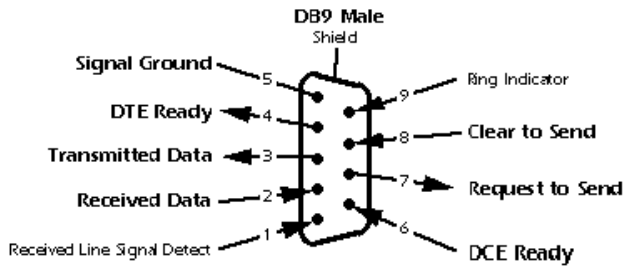 DB9 Male
Shield
Signal Ground
5
9
Ring Indicator
DTE Ready
4
8
Clear to Send
Transmitted Data
3
7
Request to Send
Received Data
2
6
DCE Ready
Received Line Signal Detect
1